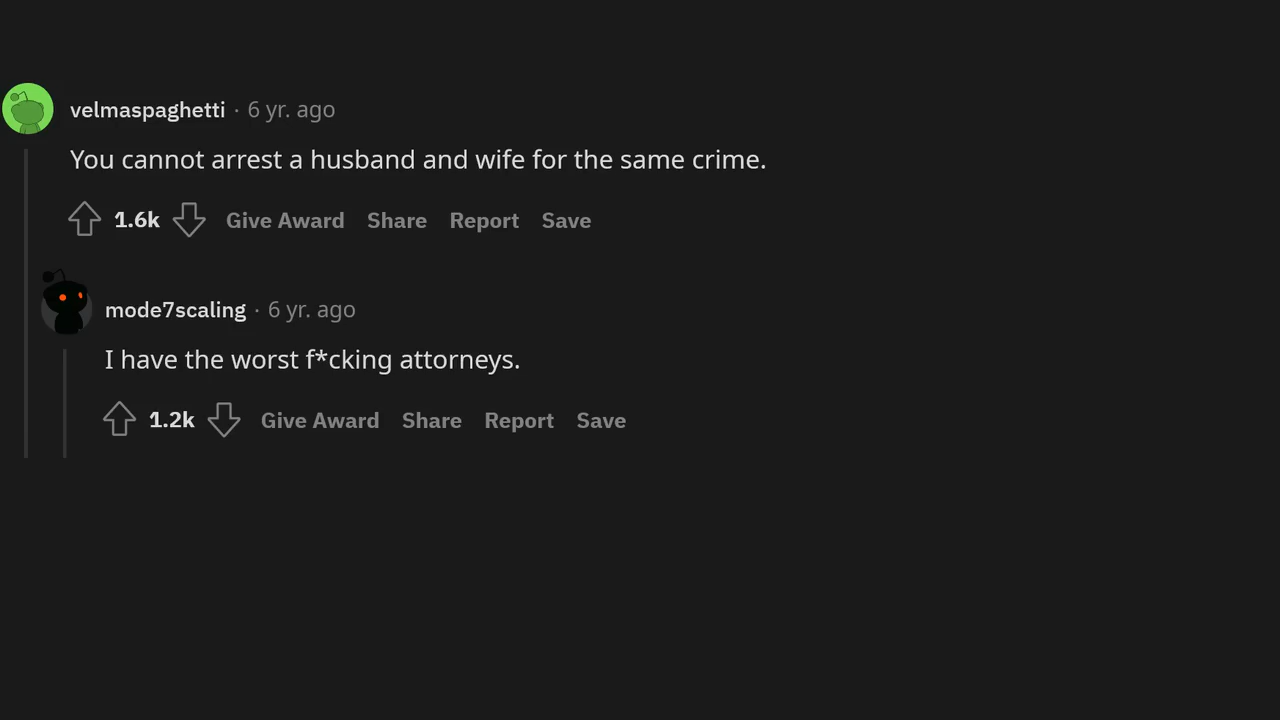 velmaspaghetti · 6 yr. ago
You cannot arrest a husband and wife for the same crime.
1.6k Give Award Share Report Save
mode7scaling · 6 yr. ago
I have the worst f*cking attorneys.
1.2k Give Award Share Report Save